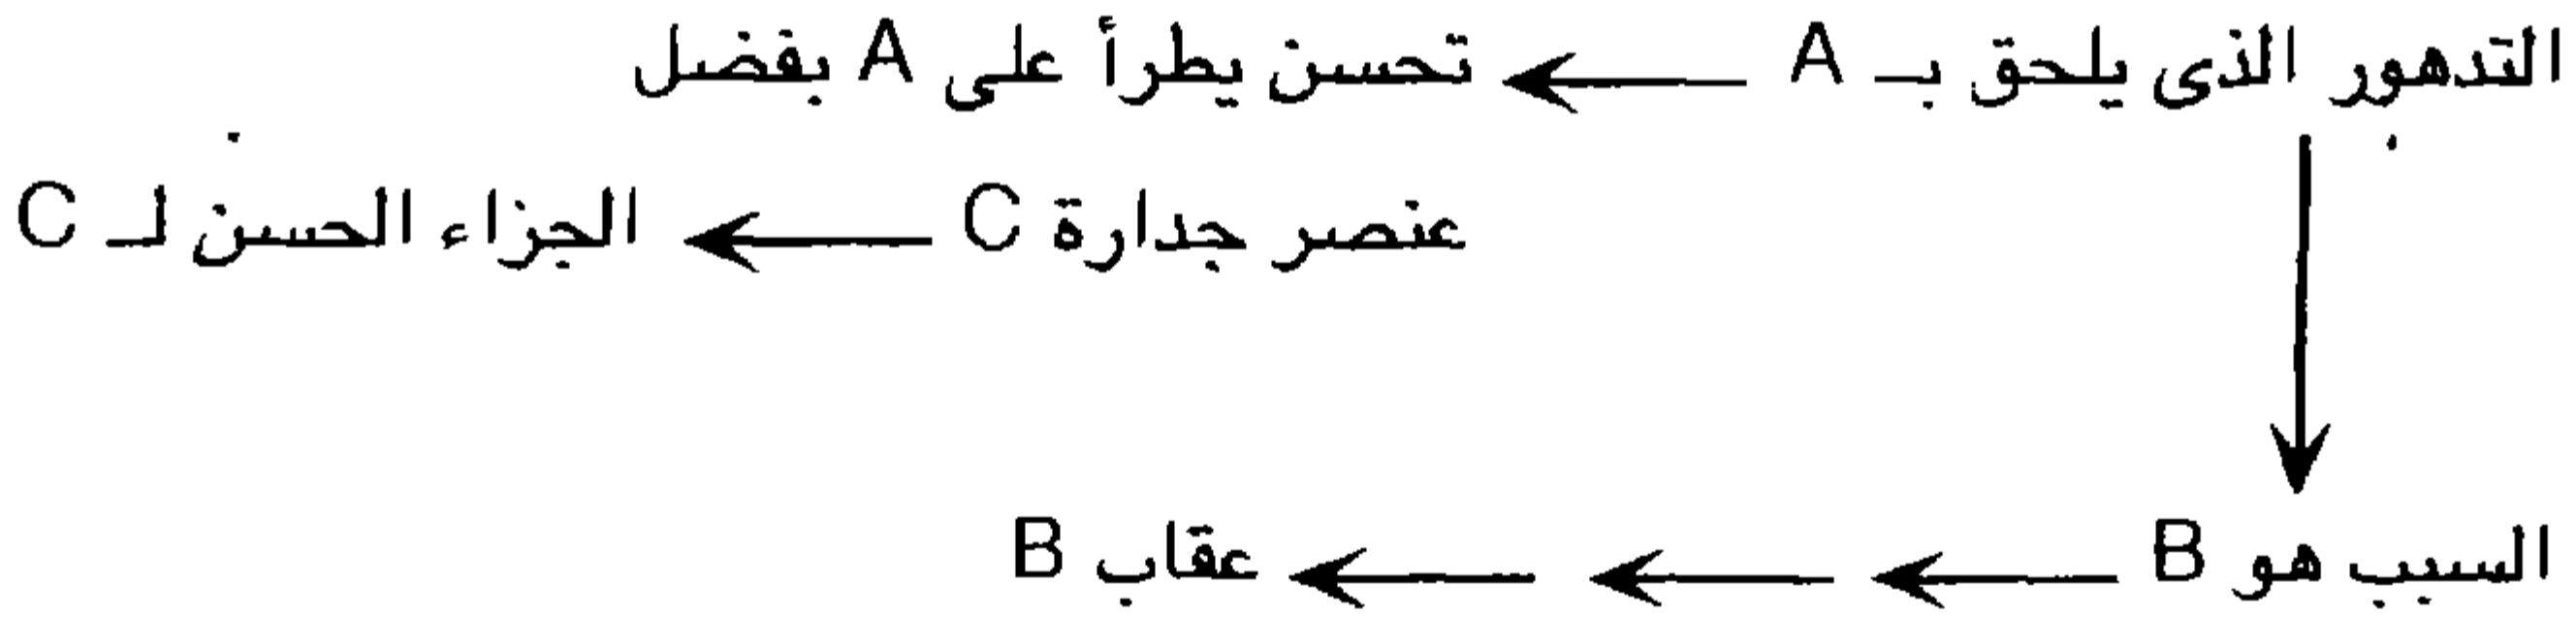 التدهور الذى يلحق بـ A ← تحسن يطرأ على A بفضل
عنصر جدارة C ← الجزاء الحسن لـ C
السبب هو B ← ← ← عقاب B